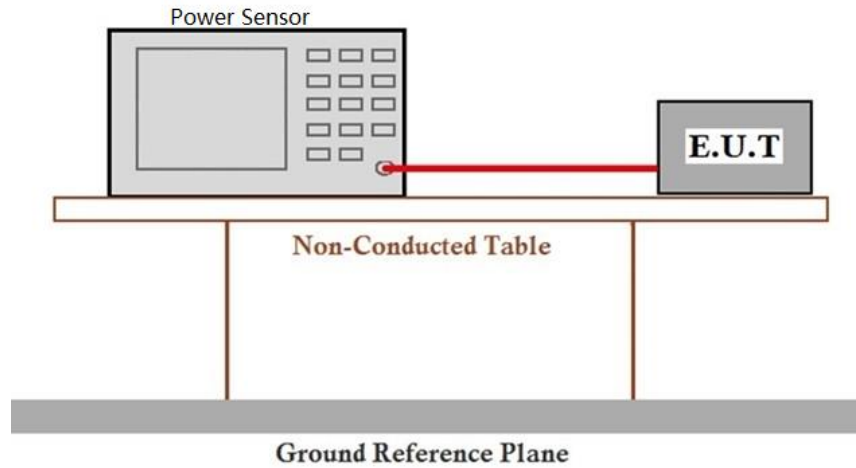 Power Sensor
E.U.T
Non-Conducted Table
Ground Reference Plane